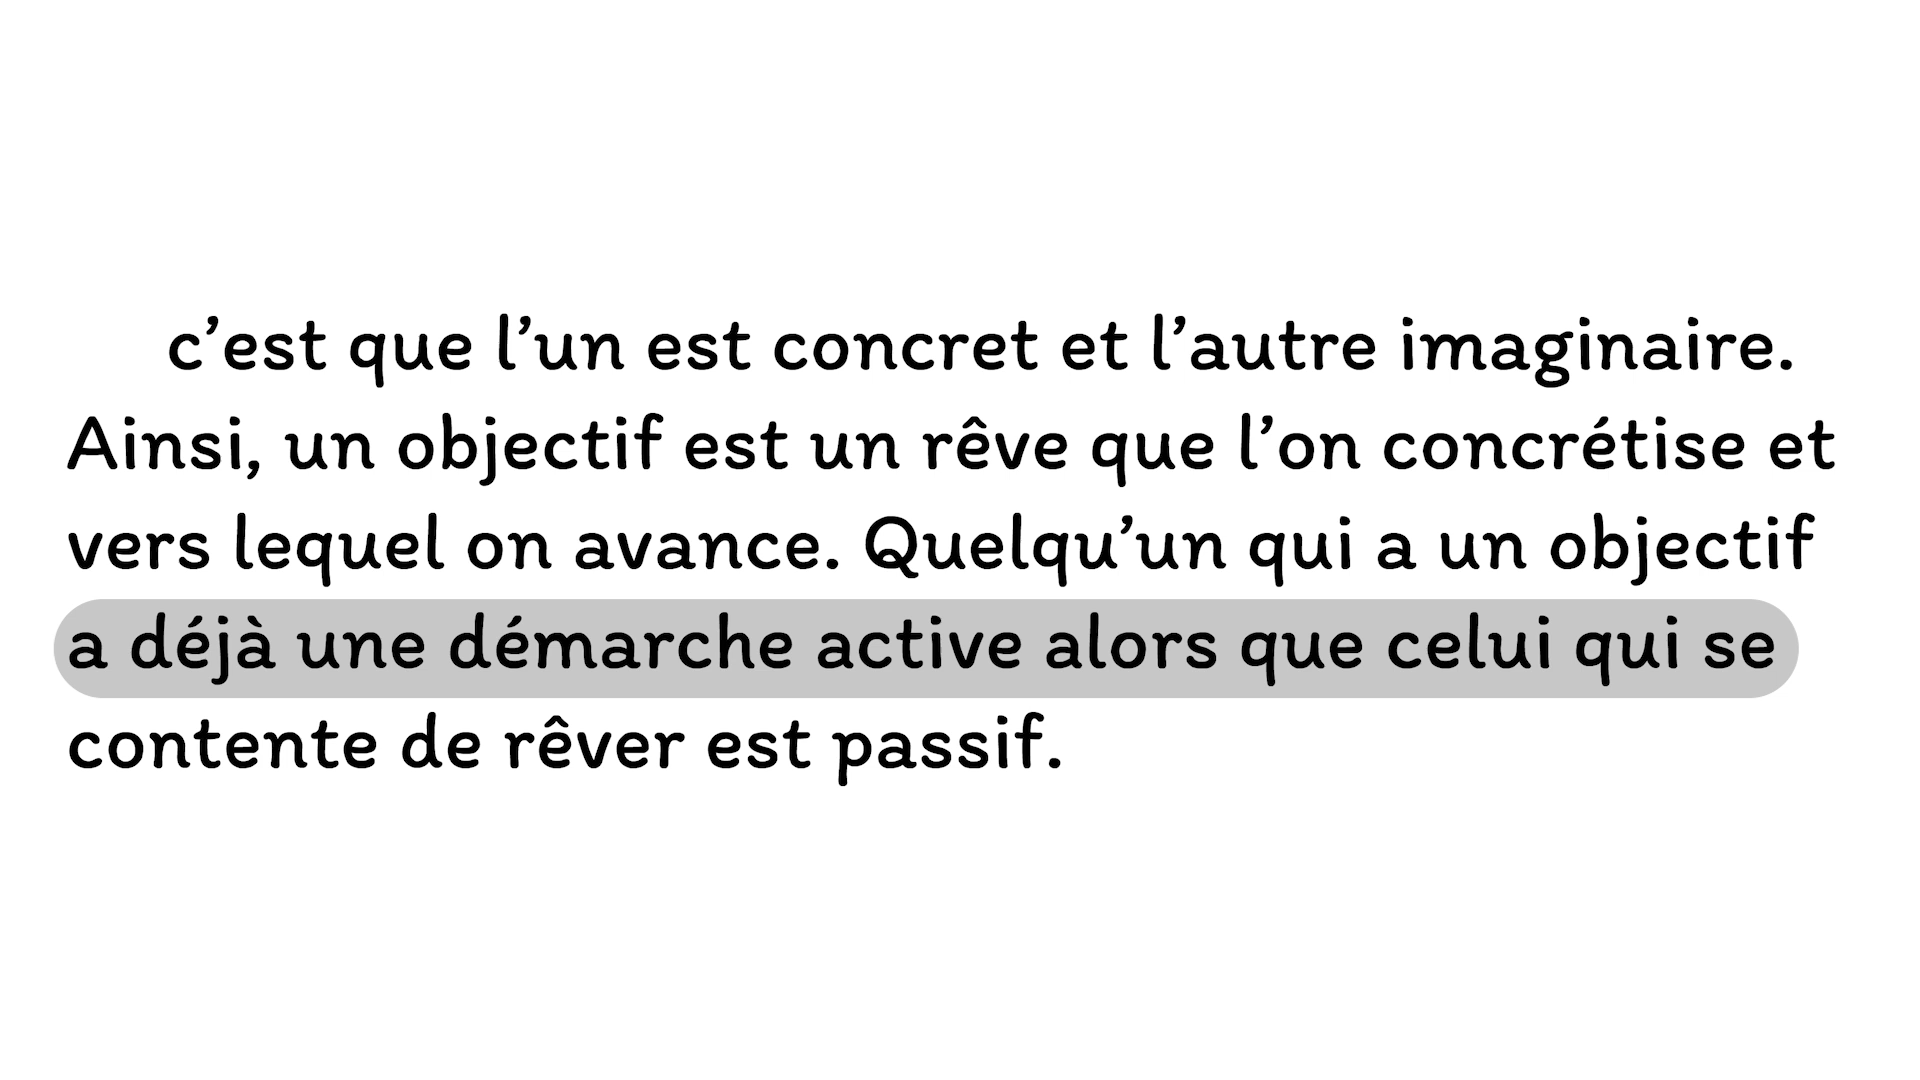 c’est que l’un est concret et l’autre imaginaire.
Ainsi, un objectif est un rêve que l’on concrétise et
vers lequel on avance. Quelqu’un qui a un objectif
a déjà une démarche active alors que celui qui se
contente de rêver est passif.